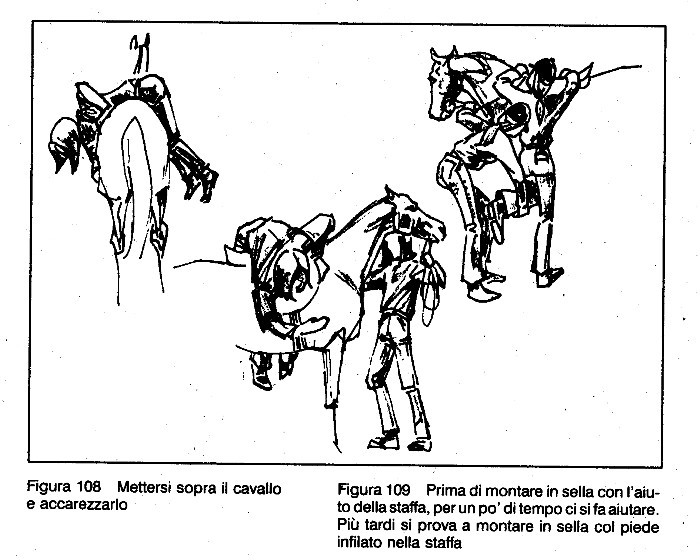 Figura 108 Mettersi sopra il cavallo
e accarezzarlo
Figura 109 Prima di montare in sella con l'aiu-
to della staffa, per un po' di tempo ci si fa aiutare.
Più tardi si prova a montare in sella col piede
infilato nella staffa